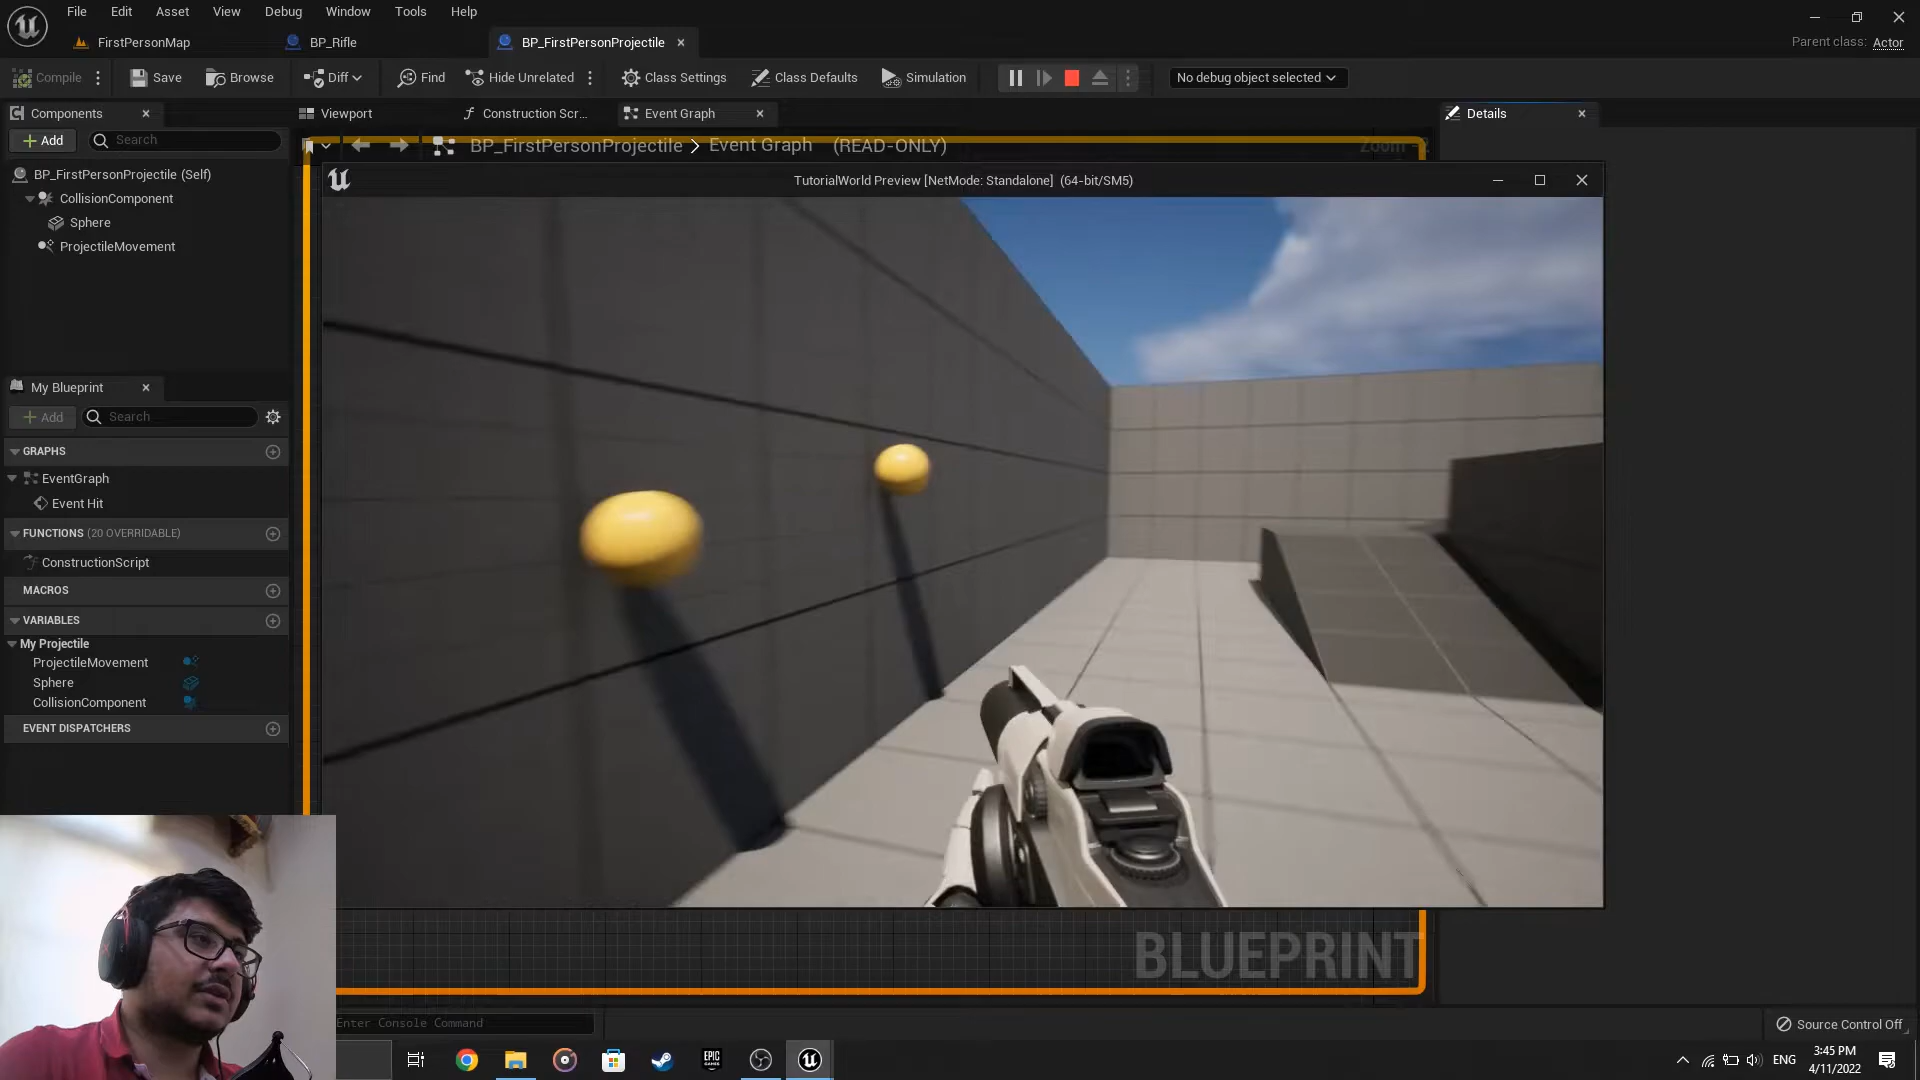 File Edit Asset View Debug Window Tools Help
FirstPersonMap BP_Rifle BP_FirstPersonProjectile
Parent class: Actor
Compile Save Browse Diff Find Hide Unrelated Class Settings Class Defaults Simulation No debug object selected
Components Viewport Construction Scr... Event Graph Details
Add Search
BP_FirstPersonProjectile > Event Graph (READ-ONLY)
BP_FirstPersonProjectile (Self)
CollisionComponent
Sphere
ProjectileMovement
TutorialWorld Preview [NetMode: Standalone] (64-bit/SM5)
My Blueprint
Add Search
GRAPHS
EventGraph
Event Hit
FUNCTIONS (20 OVERRIDABLE)
ConstructionScript
MACROS
VARIABLES
My Projectile
ProjectileMovement
Sphere
CollisionComponent
EVENT DISPATCHERS
BLUEPRINT
Enter Console Command
Source Control Off
EPIC GAMES
ENG
3:45 PM
4/11/2022